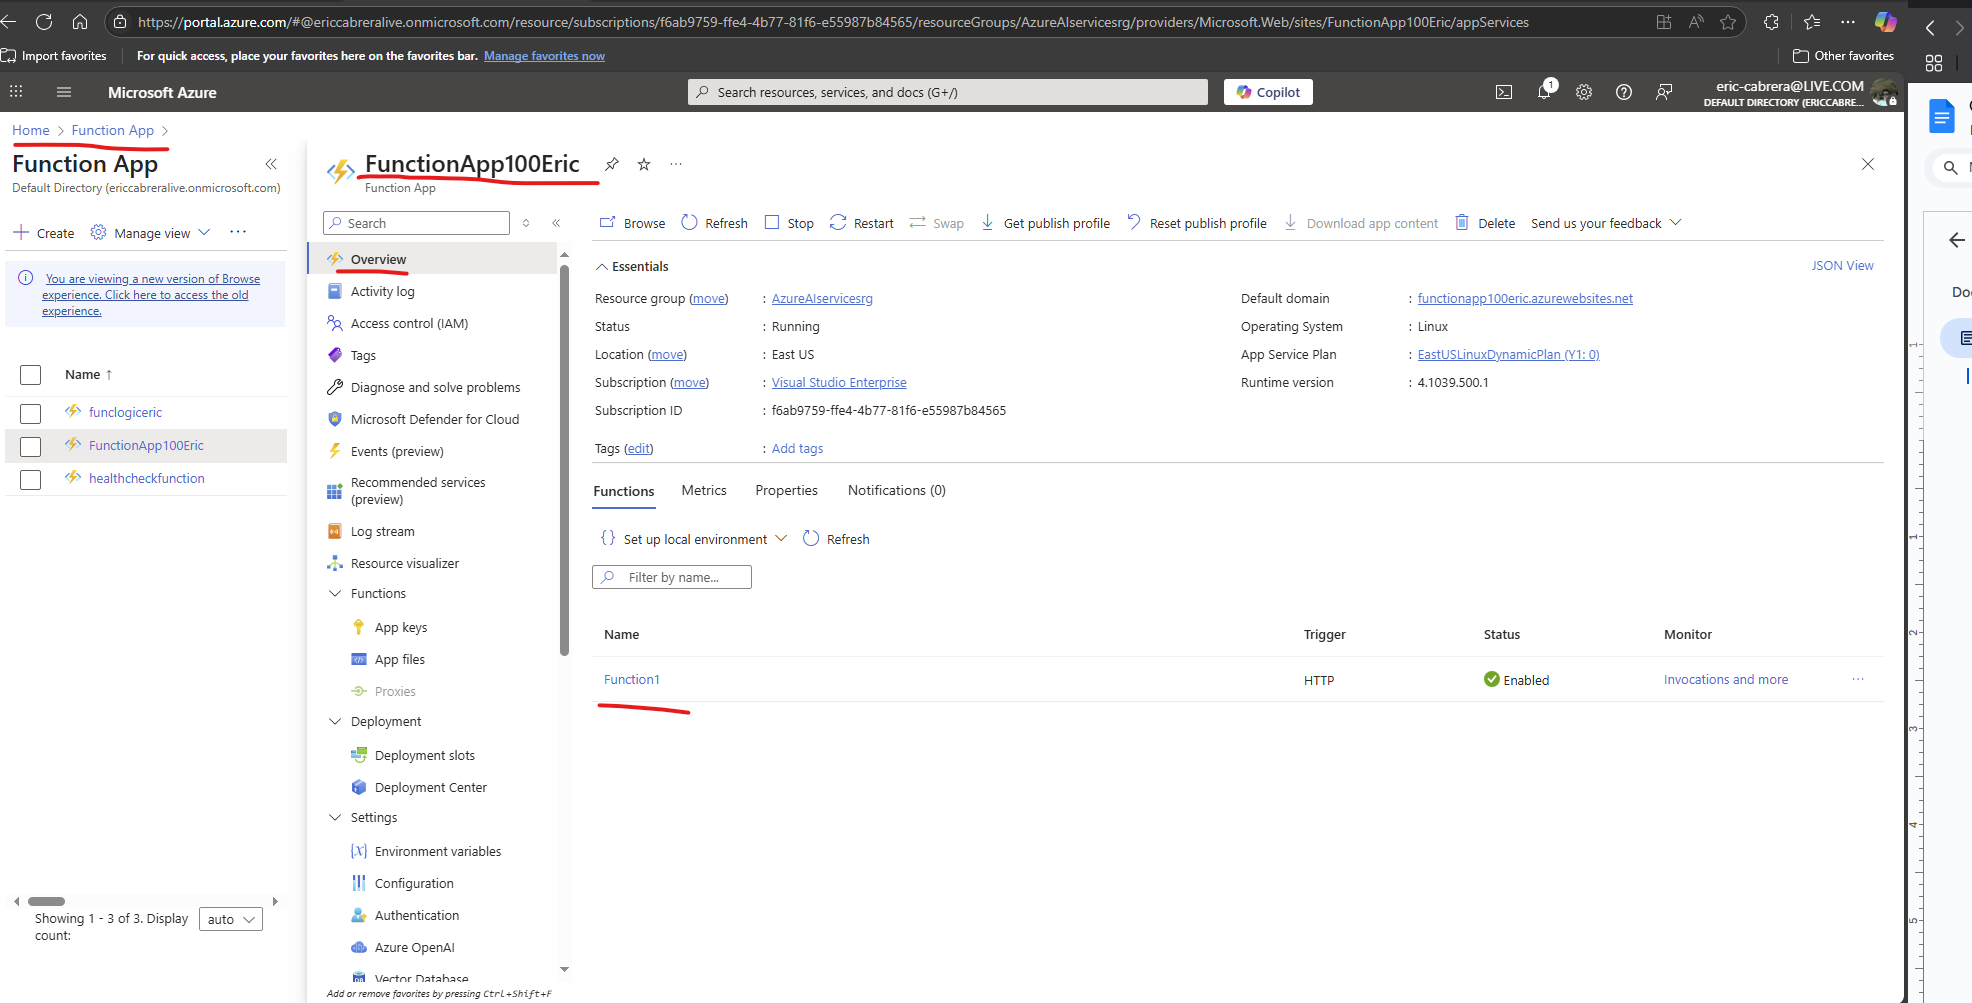 https://portal.azure.com/#@ericcabreralive.onmicrosoft.com/resource/subscriptions/f6ab9759-ffe4-4b77-81f6-e55987b84565/resourceGroups/AzureAIservicesrg/providers/Microsoft.Web/sites/FunctionApp100Eric/appServices
Import favorites
For quick access, place your favorites here on the favorites bar. Manage favorites now
Other favorites
Microsoft Azure
Search resources, services, and docs (G+/)
Copilot
1
eric-cabrera@LIVE.COM
DEFAULT DIRECTORY (ERICCABRE...
Home > Function App >
Function App
Default Directory (ericcabreralive.onmicrosoft.com)
Create
Manage view
...
You are viewing a new version of Browse
experience. Click here to access the old
experience.
Name ↑
funclogiceric
FunctionApp100Eric
healthcheckfunction
Showing 1 - 3 of 3. Display
count:
auto
FunctionApp100Eric
Function App
Search
Overview
Activity log
Access control (IAM)
Tags
Diagnose and solve problems
Microsoft Defender for Cloud
Events (preview)
Recommended services
(preview)
Log stream
Resource visualizer
Functions
App keys
App files
Proxies
Deployment
Deployment slots
Deployment Center
Settings
Environment variables
Configuration
Authentication
Azure OpenAI
Vector Database
Add or remove favorites by pressing Ctrl+Shift+F
Browse
Refresh
Stop
Restart
Swap
Get publish profile
Reset publish profile
Download app content
Delete
Send us your feedback
Essentials
JSON View
Resource group (move) : AzureAIservicesrg
Status : Running
Location (move) : East US
Subscription (move) : Visual Studio Enterprise
Subscription ID : f6ab9759-ffe4-4b77-81f6-e55987b84565
Tags (edit) : Add tags
Default domain : functionapp100eric.azurewebsites.net
Operating System : Linux
App Service Plan : EastUSLinuxDynamicPlan (Y1: 0)
Runtime version : 4.1039.500.1
Functions
Metrics
Properties
Notifications (0)
Set up local environment
Refresh
Filter by name...
Name Trigger Status Monitor
Function1 HTTP Enabled Invocations and more ...
1
1
2
3
4
5